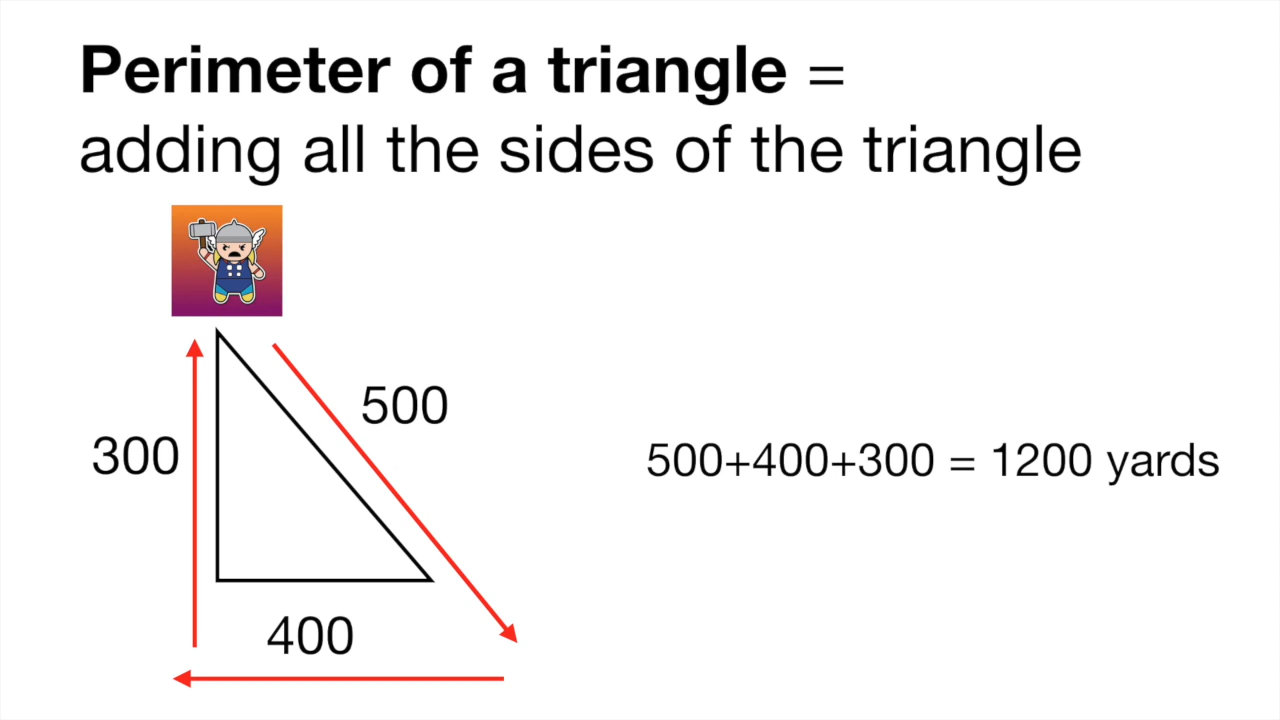 Perimeter of a triangle =
adding all the sides of the triangle
500
300
500+400+300 = 1200 yards
400